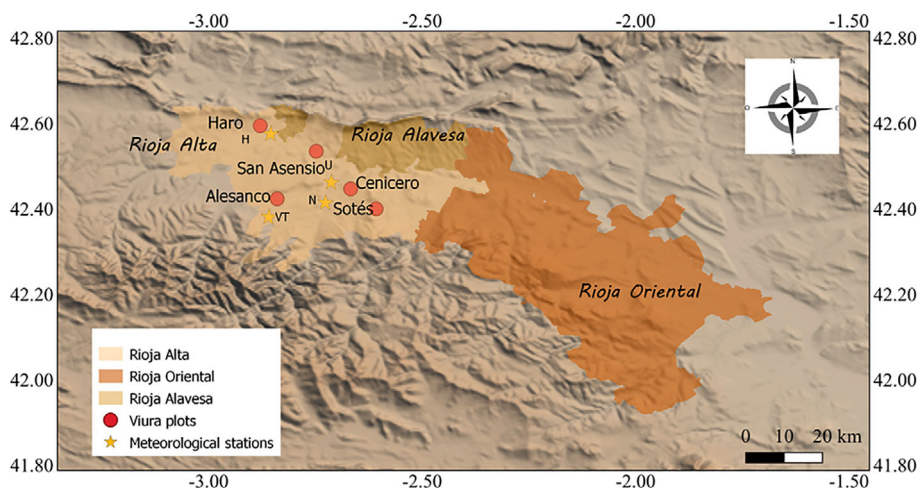 -3.00 -2.50 -2.00 -1.50
42.80 42.80
N
O E
S
42.60 42.60
Haro
H
Rioja Alta
Rioja Alavesa
San Asensio U
Cenicero
Alesanco
N Sotés
42.40 42.40
VT
Rioja Oriental
42.20 42.20
Rioja Alta
Rioja Oriental
42.00 42.00
Rioja Alavesa
Viura plots
Meteorological stations
0 10 20 km
41.80 41.80
-3.00 -2.50 -2.00 -1.50